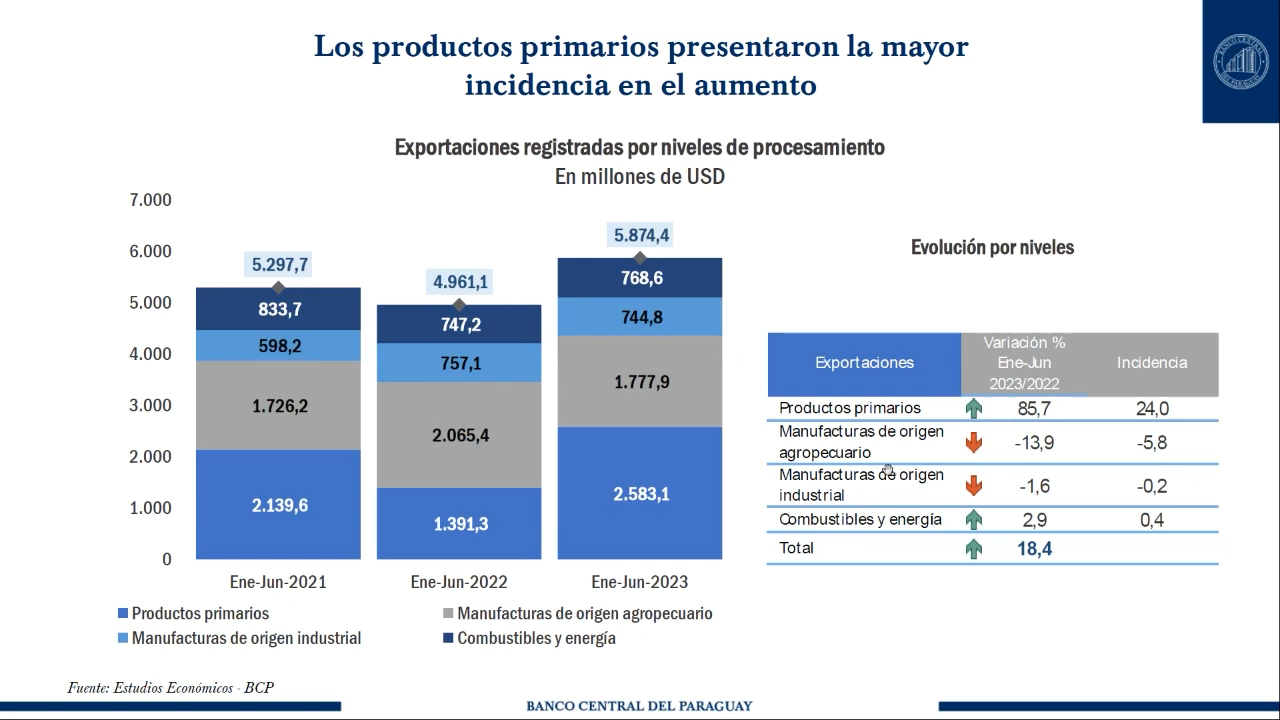 Los productos primarios presentaron la mayor
incidencia en el aumento
BANCO CENTRAL
DEL PARAGUAY
Exportaciones registradas por niveles de procesamiento
En millones de USD
7.000
6.000
5.000
4.000
3.000
2.000
1.000
0
5.297,7
833,7
598,2
1.726,2
2.139,6
4.961,1
747,2
757,1
2.065,4
1.391,3
5.874,4
768,6
744,8
1.777,9
2.583,1
Ene-Jun-2021
Ene-Jun-2022
Ene-Jun-2023
Productos primarios
Manufacturas de origen agropecuario
Manufacturas de origen industrial
Combustibles y energía
Evolución por niveles
Exportaciones
Variación %
Ene-Jun
2023/2022
Incidencia
Productos primarios 85,7 24,0
Manufacturas de origen
agropecuario -13,9 -5,8
Manufacturas de origen
industrial -1,6 -0,2
Combustibles y energía 2,9 0,4
Total 18,4
Fuente: Estudios Económicos - BCP
BANCO CENTRAL DEL PARAGUAY